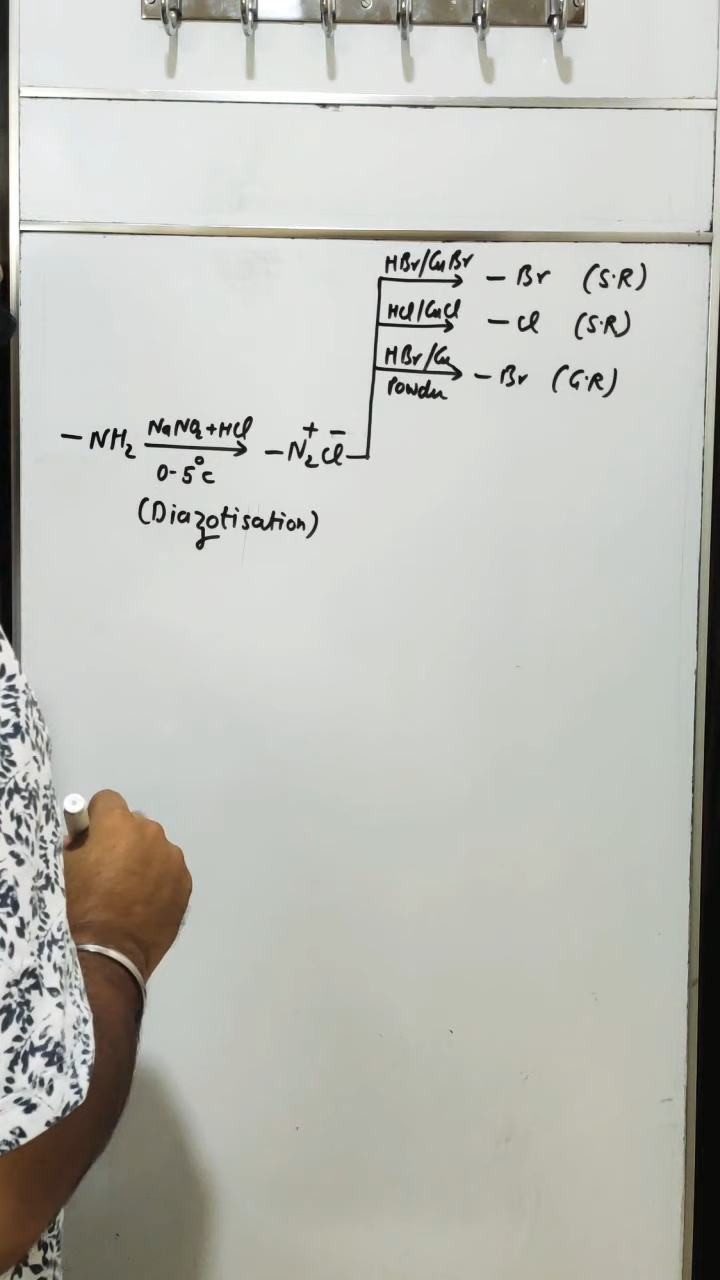 HBr/CuBr → - Br (S.R)
HCl/CuCl → - Cl (S.R)
HBr/Cu Powder → - Br (G.R)
- NH₂ NaNO₂+HCl → - N₂⁺Cl⁻
0-5°c
(Diazotisation)